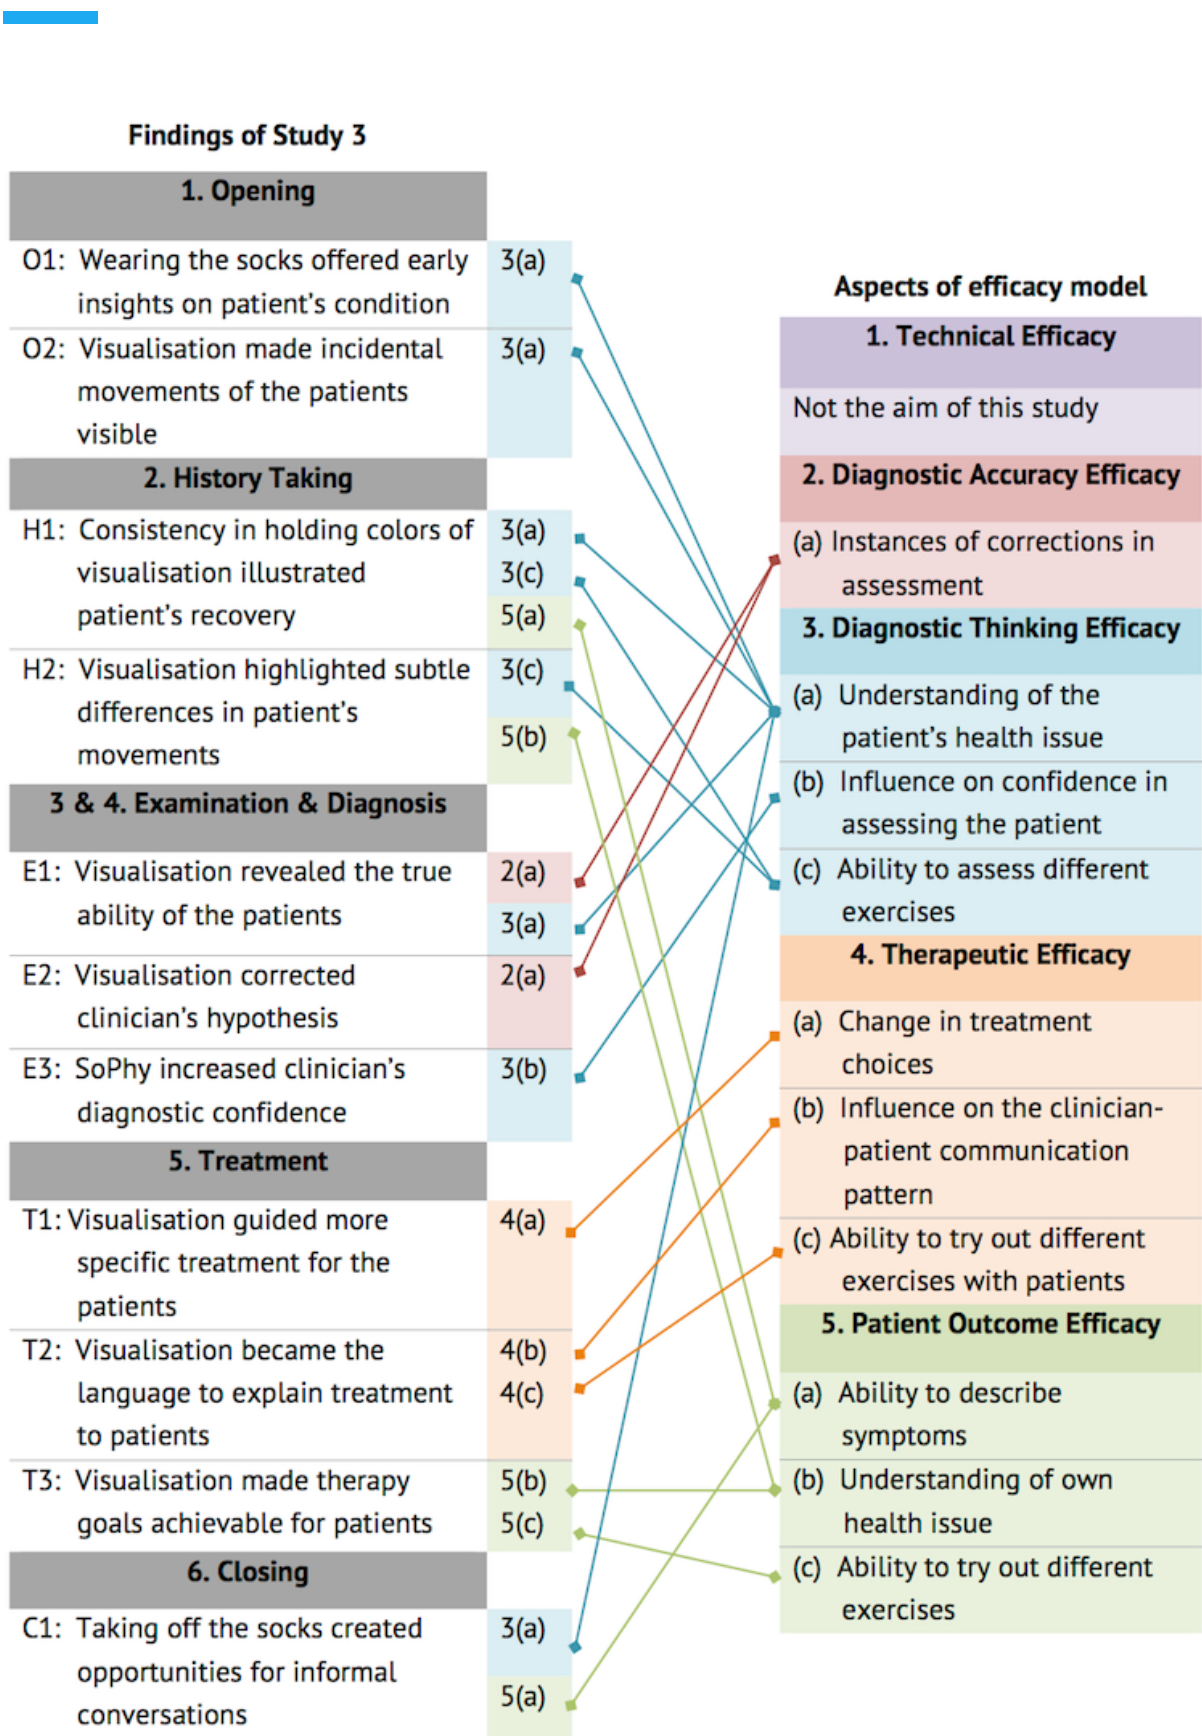 Findings of Study 3
1. Opening
O1: Wearing the socks offered early 3(a)
insights on patient's condition
O2: Visualisation made incidental 3(a)
movements of the patients
visible
2. History Taking
H1: Consistency in holding colors of 3(a)
visualisation illustrated 3(c)
patient's recovery 5(a)
H2: Visualisation highlighted subtle 3(c)
differences in patient's
movements 5(b)
3 & 4. Examination & Diagnosis
E1: Visualisation revealed the true 2(a)
ability of the patients 3(a)
E2: Visualisation corrected 2(a)
clinician's hypothesis
E3: SoPhy increased clinician's 3(b)
diagnostic confidence
5. Treatment
T1: Visualisation guided more 4(a)
specific treatment for the
patients
T2: Visualisation became the 4(b)
language to explain treatment 4(c)
to patients
T3: Visualisation made therapy 5(b)
goals achievable for patients 5(c)
6. Closing
C1: Taking off the socks created 3(a)
opportunities for informal
conversations 5(a)
Aspects of efficacy model
1. Technical Efficacy
Not the aim of this study
2. Diagnostic Accuracy Efficacy
(a) Instances of corrections in
assessment
3. Diagnostic Thinking Efficacy
(a) Understanding of the
patient's health issue
(b) Influence on confidence in
assessing the patient
(c) Ability to assess different
exercises
4. Therapeutic Efficacy
(a) Change in treatment
choices
(b) Influence on the clinician-
patient communication
pattern
(c) Ability to try out different
exercises with patients
5. Patient Outcome Efficacy
(a) Ability to describe
symptoms
(b) Understanding of own
health issue
(c) Ability to try out different
exercises